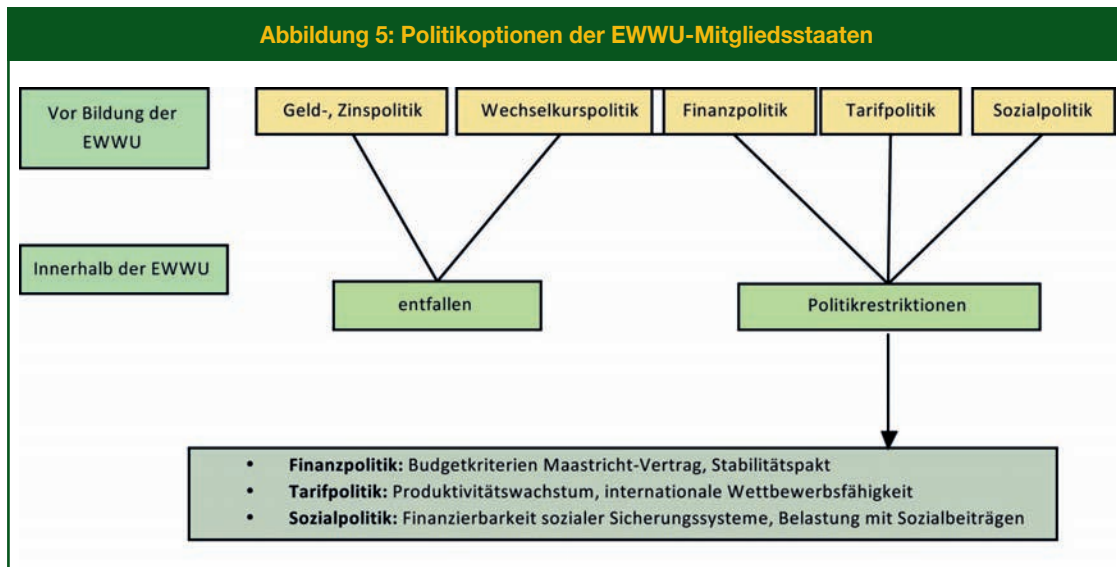 Abbildung 5: Politikoptionen der EWWU-Mitgliedsstaaten
Vor Bildung der
EWWU
Geld-, Zinspolitik
Wechselkurspolitik
Finanzpolitik
Tarifpolitik
Sozialpolitik
Innerhalb der EWWU
entfallen
Politikrestriktionen
• Finanzpolitik: Budgetkriterien Maastricht-Vertrag, Stabilitätspakt
• Tarifpolitik: Produktivitätswachstum, internationale Wettbewerbsfähigkeit
• Sozialpolitik: Finanzierbarkeit sozialer Sicherungssysteme, Belastung mit Sozialbeiträgen